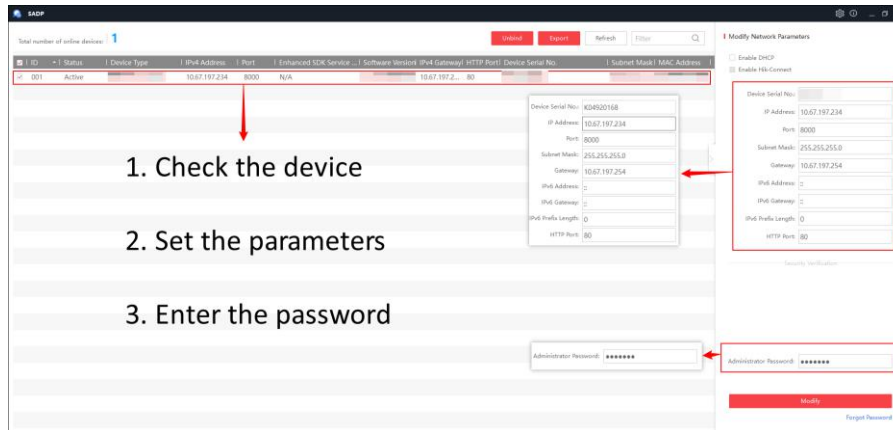 SADP
Total number of online devices: 1
Unbind Export Refresh Filter
ID Status Device Type IPv4 Address Port Enhanced SDK Service ... Software Version IPv4 Gateway HTTP Port Device Serial No. Subnet Mask MAC Address
001 Active 10.67.197.234 8000 N/A 10.67.197.2... 80
1. Check the device
2. Set the parameters
3. Enter the password
Device Serial No.: K04920168
IP Address: 10.67.197.234
Port: 8000
Subnet Mask: 255.255.255.0
Gateway: 10.67.197.254
IPv6 Address: ::
IPv6 Gateway: ::
IPv6 Prefix Length: 0
HTTP Port: 80
Administrator Password: ●●●●●●●
Modify Network Parameters
Enable DHCP
Enable Hik-Connect
Device Serial No.:
IP Address: 10.67.197.234
Port: 8000
Subnet Mask: 255.255.255.0
Gateway: 10.67.197.254
IPv6 Address: ::
IPv6 Gateway: ::
IPv6 Prefix Length: 0
HTTP Port: 80
Security Verification
Administrator Password: ●●●●●●●
Modify
Forgot Password